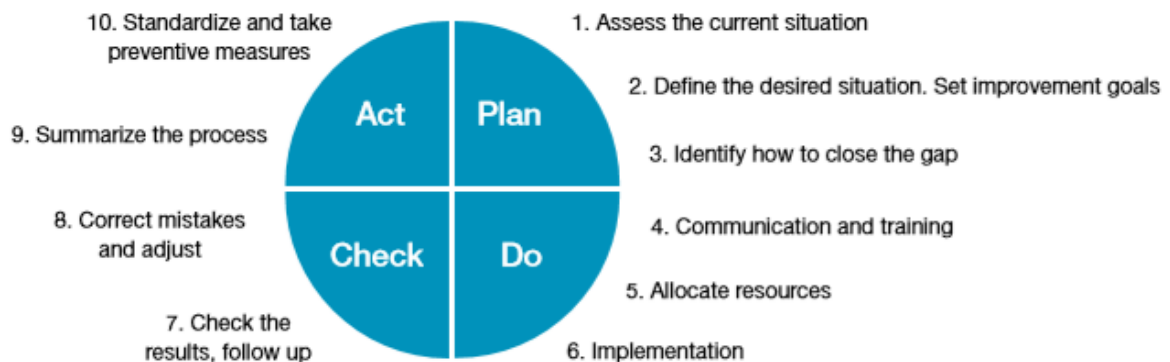 1. Assess the current situation
2. Define the desired situation. Set improvement goals
3. Identify how to close the gap
4. Communication and training
5. Allocate resources
6. Implementation
7. Check the
results, follow up
8. Correct mistakes
and adjust
9. Summarize the process
10. Standardize and take
preventive measures
Act
Plan
Check
Do